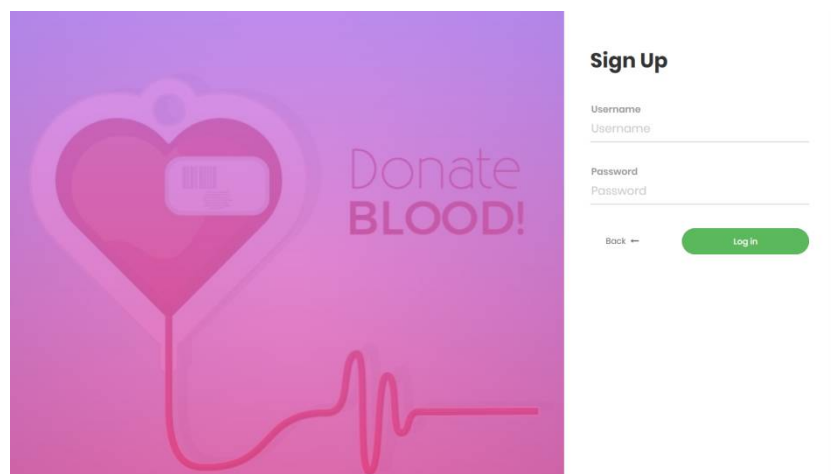 Donate
BLOOD!
Sign Up
Username
Username
Password
Password
Back ←
Log in